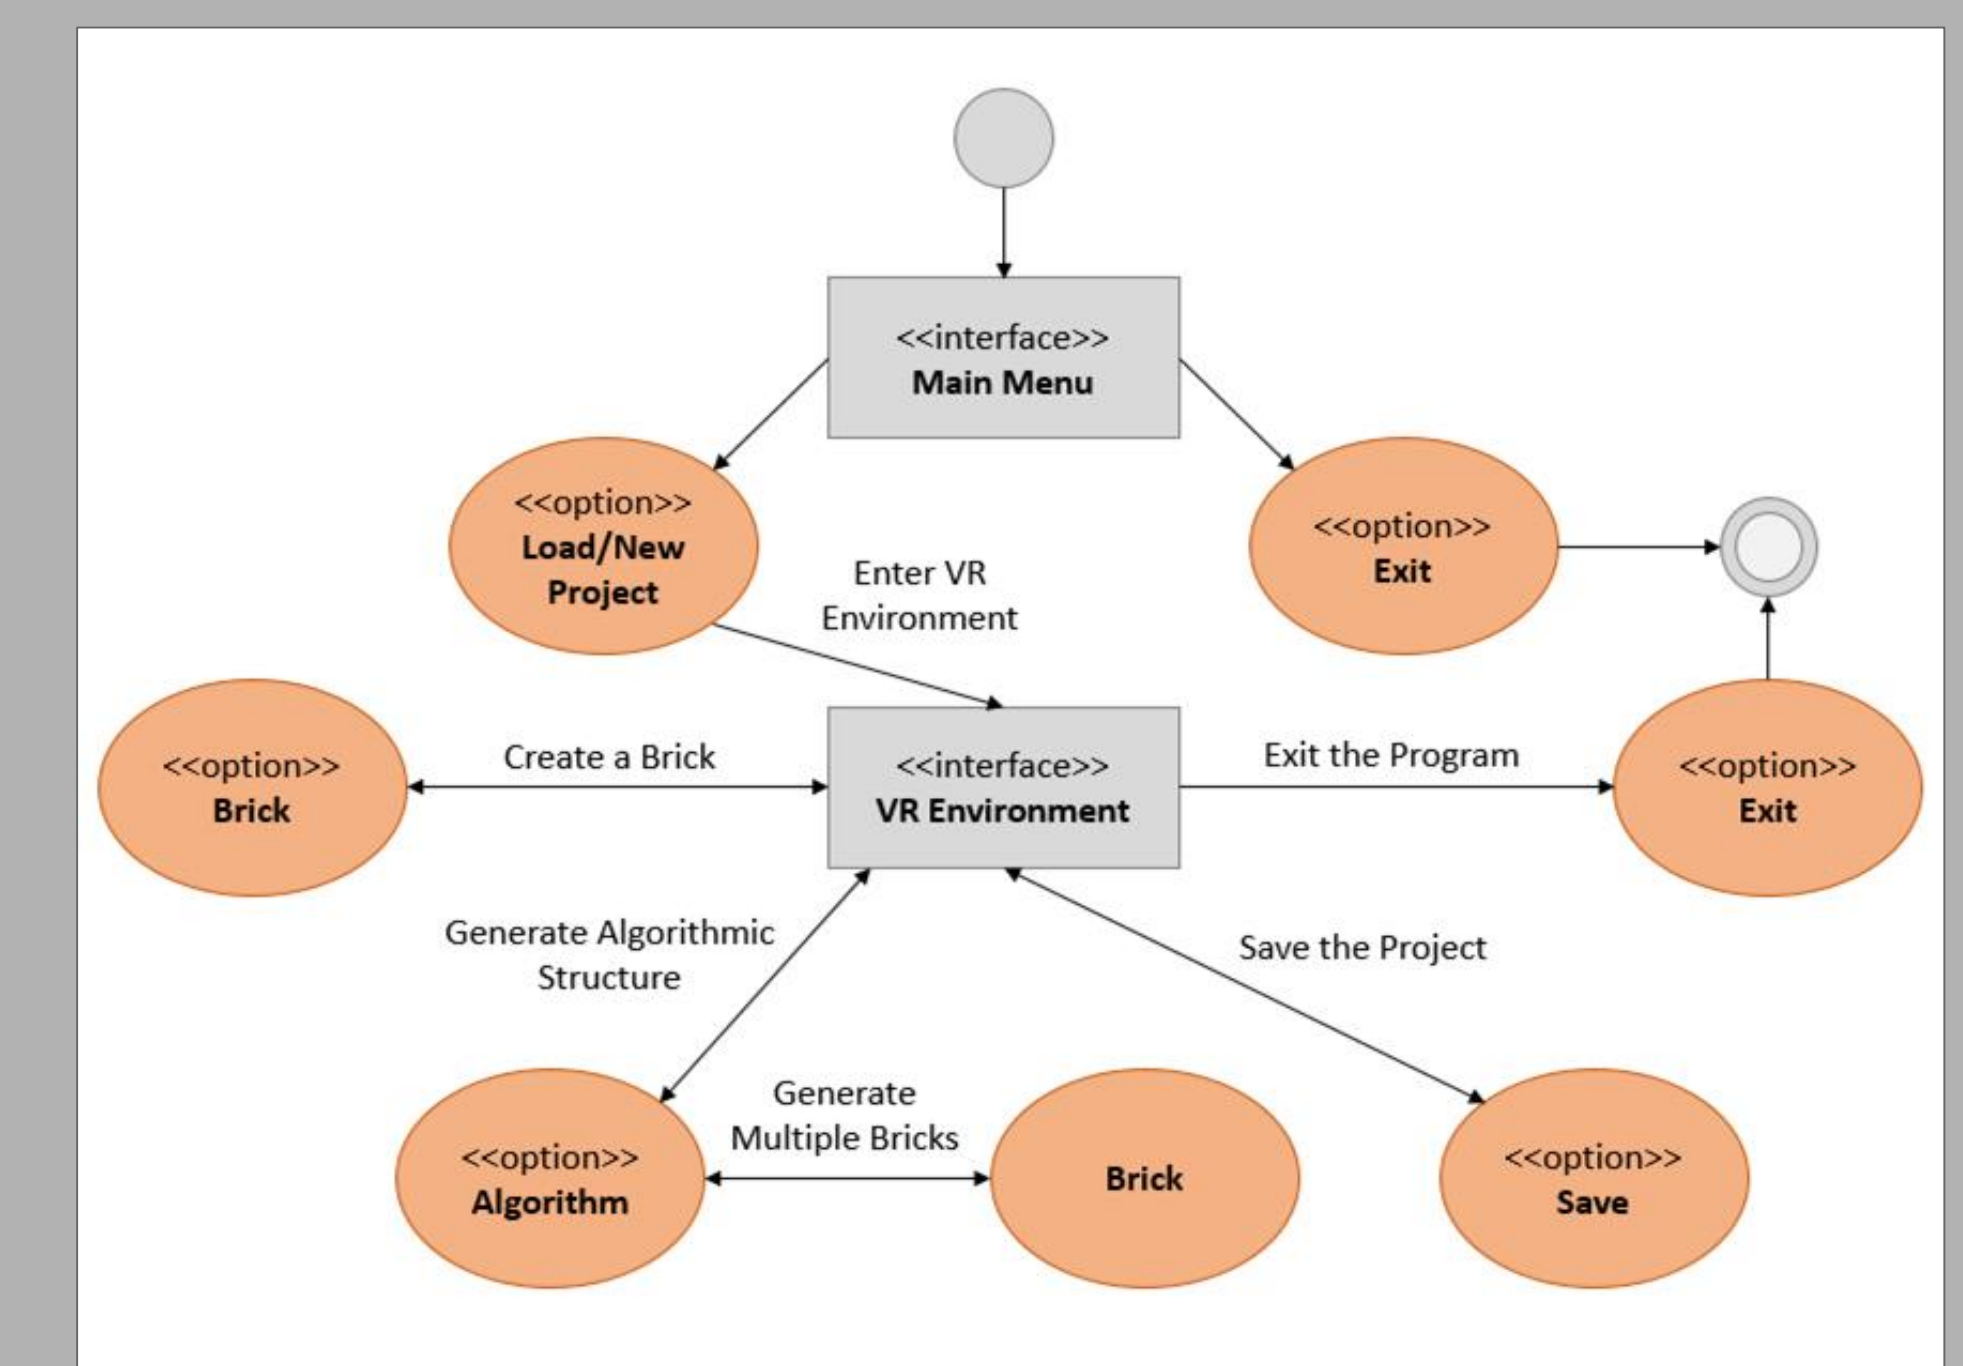 <<interface>>
Main Menu
<<option>>
Load/New
Project
<<option>>
Exit
Enter VR
Environment
<<option>>
Brick
Create a Brick
<<interface>>
VR Environment
Exit the Program
<<option>>
Exit
Generate Algorithmic
Structure
Save the Project
<<option>>
Algorithm
Generate
Multiple Bricks
Brick
<<option>>
Save